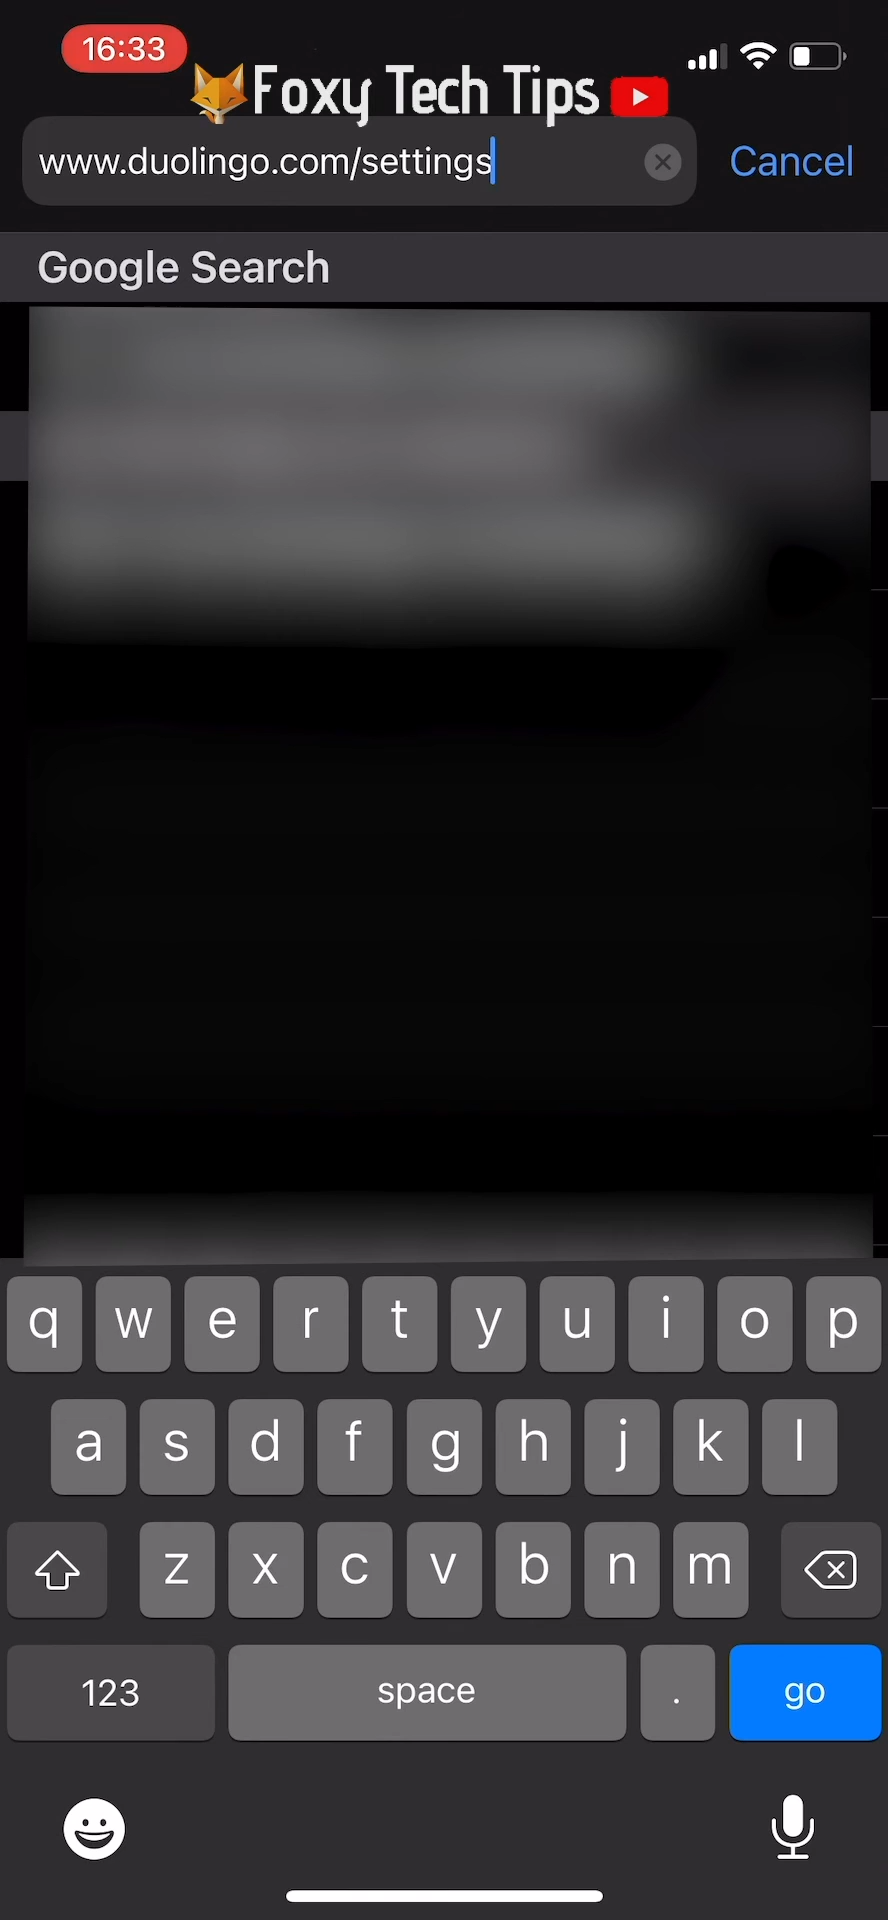 16:33
Foxy Tech Tips
www.duolingo.com/settings
Cancel
Google Search
q w e r t y u i o p
a s d f g h j k l
z x c v b n m
123 space . go